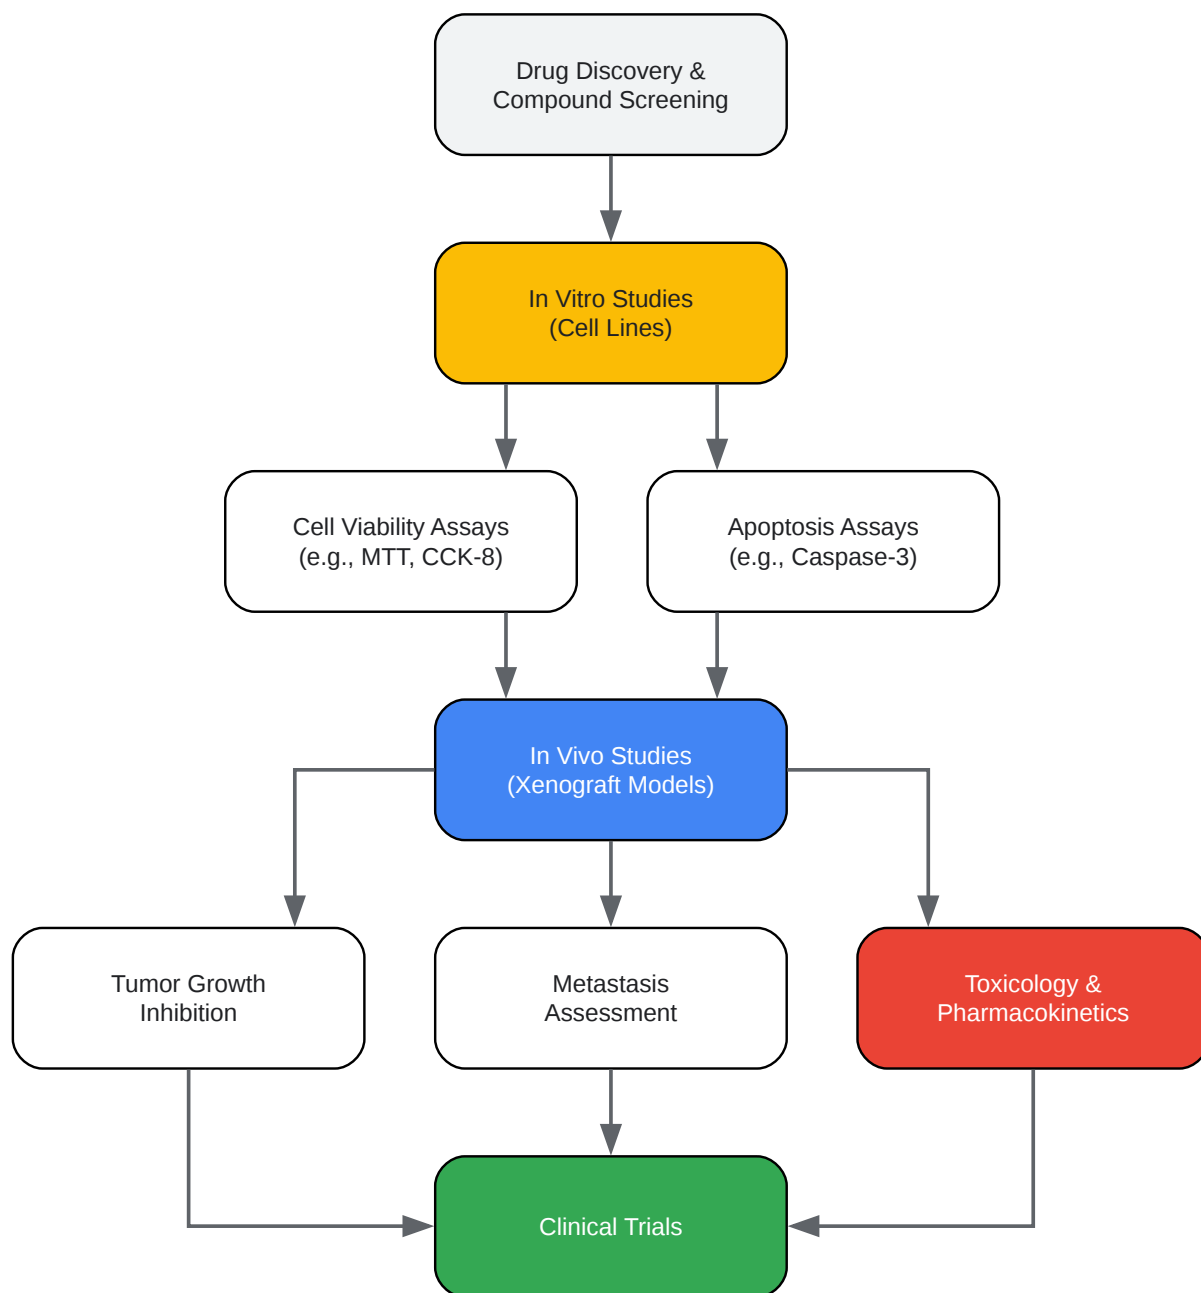 Drug Discovery &
Compound Screening
In Vitro Studies
(Cell Lines)
Cell Viability Assays
(e.g., MTT, CCK-8)
Apoptosis Assays
(e.g., Caspase-3)
In Vivo Studies
(Xenograft Models)
Tumor Growth
Inhibition
Metastasis
Assessment
Toxicology &
Pharmacokinetics
Clinical Trials